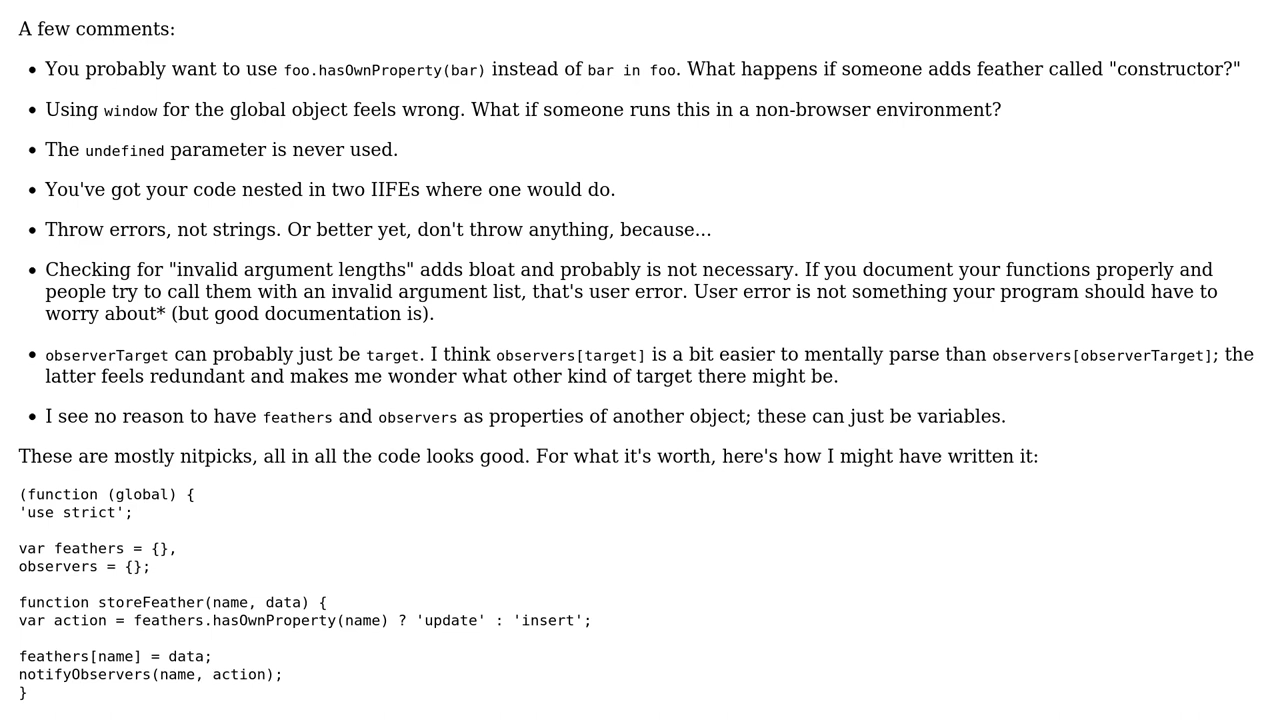 A few comments:
You probably want to use foo.hasOwnProperty(bar) instead of bar in foo. What happens if someone adds feather called "constructor?"
Using window for the global object feels wrong. What if someone runs this in a non-browser environment?
The undefined parameter is never used.
You've got your code nested in two IIFEs where one would do.
Throw errors, not strings. Or better yet, don't throw anything, because...
Checking for "invalid argument lengths" adds bloat and probably is not necessary. If you document your functions properly and
people try to call them with an invalid argument list, that's user error. User error is not something your program should have to
worry about* (but good documentation is).
observerTarget can probably just be target. I think observers[target] is a bit easier to mentally parse than observers[observerTarget]; the
latter feels redundant and makes me wonder what other kind of target there might be.
I see no reason to have feathers and observers as properties of another object; these can just be variables.
These are mostly nitpicks, all in all the code looks good. For what it's worth, here's how I might have written it:
(function (global) {
'use strict';
var feathers = {},
observers = {};
function storeFeather(name, data) {
var action = feathers.hasOwnProperty(name) ? 'update' : 'insert';
feathers[name] = data;
notifyObservers(name, action);
}